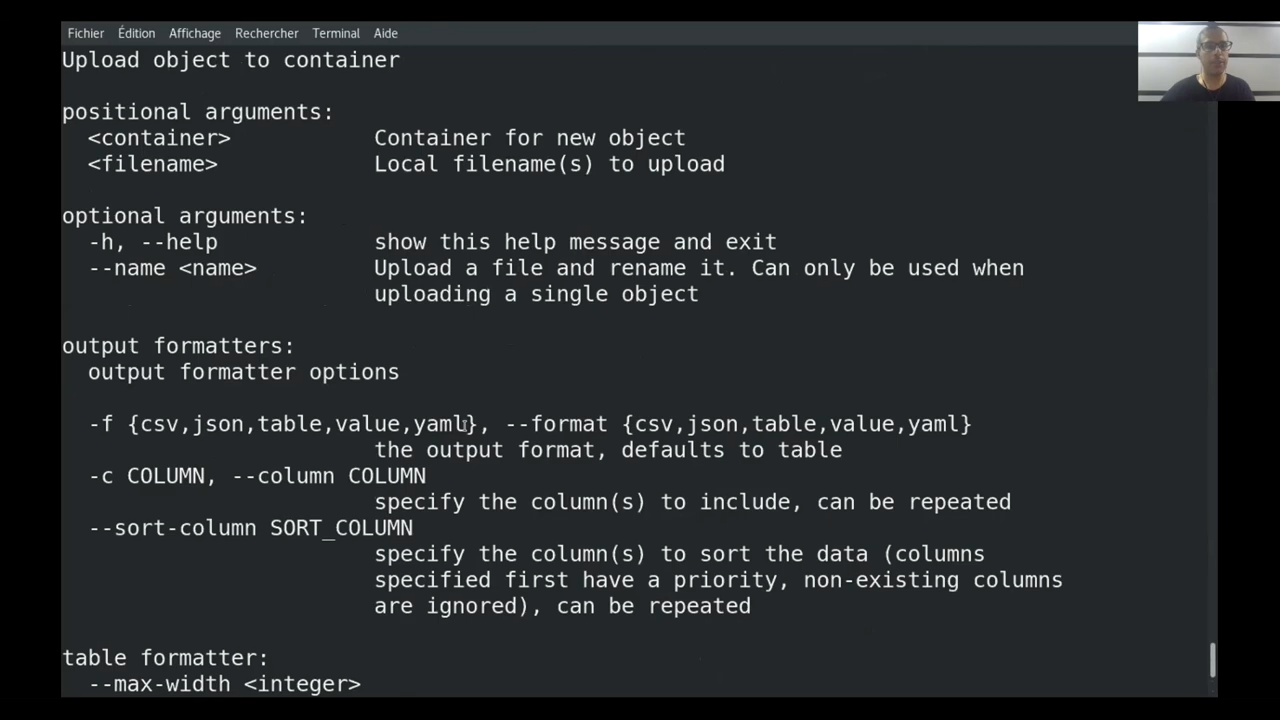 Fichier Édition Affichage Rechercher Terminal Aide
Upload object to container
positional arguments:
<container> Container for new object
<filename> Local filename(s) to upload
optional arguments:
-h, --help show this help message and exit
--name <name> Upload a file and rename it. Can only be used when
uploading a single object
output formatters:
output formatter options
-f {csv,json,table,value,yaml}, --format {csv,json,table,value,yaml}
the output format, defaults to table
-c COLUMN, --column COLUMN
specify the column(s) to include, can be repeated
--sort-column SORT_COLUMN
specify the column(s) to sort the data (columns
specified first have a priority, non-existing columns
are ignored), can be repeated
table formatter:
--max-width <integer>